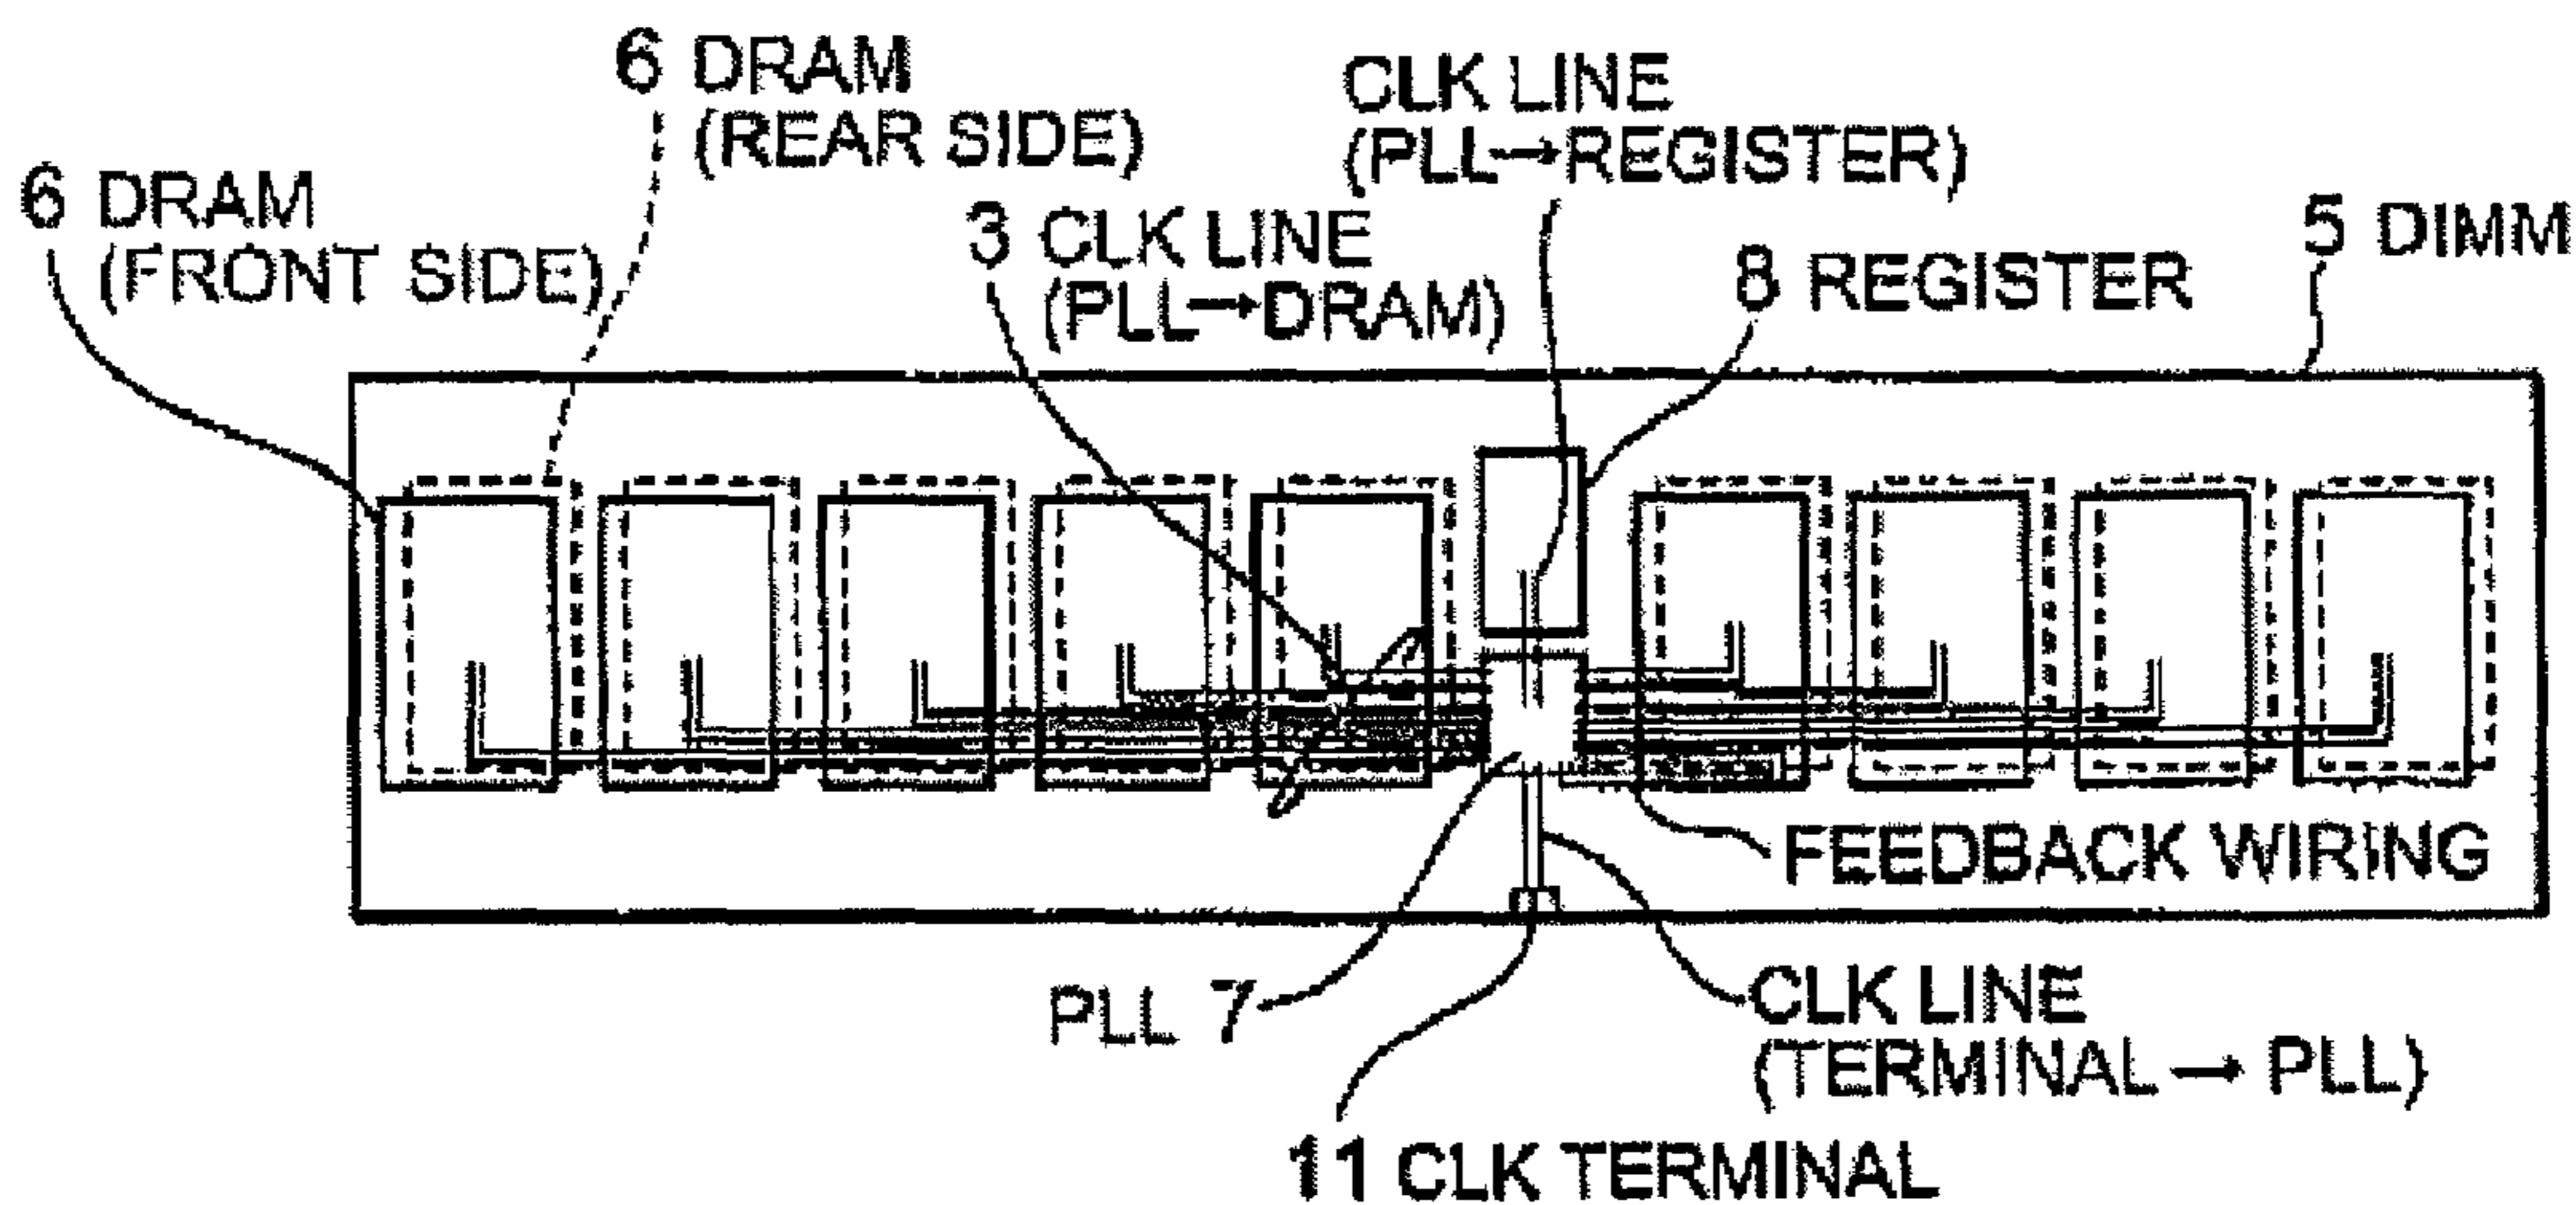 6 DRAM
(REAR SIDE)
6 DRAM
(FRONT SIDE)
CLK LINE
(PLL→REGISTER)
3 CLK LINE
(PLL→DRAM)
8 REGISTER
5 DIMM
FEEDBACK WIRING
PLL 7
CLK LINE
(TERMINAL → PLL)
11 CLK TERMINAL